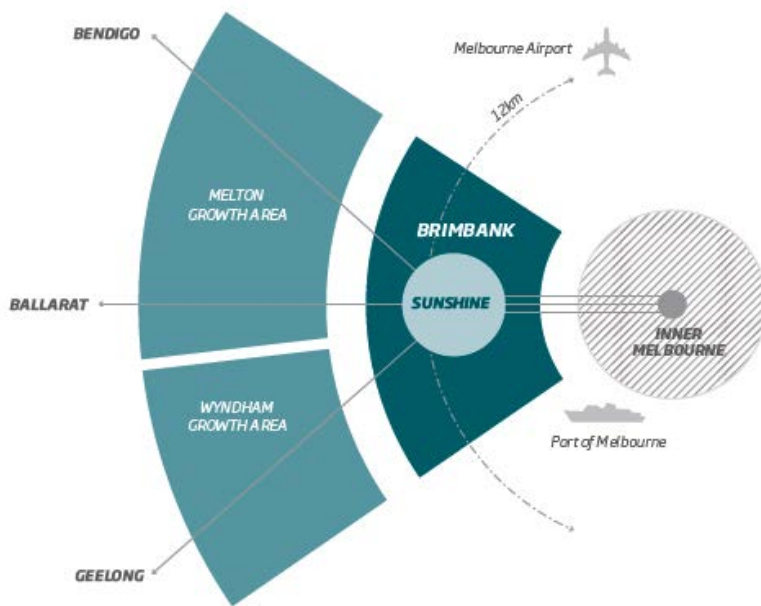 BENDIGO
Melbourne Airport
12km
MELTON
GROWTH AREA
BRIMBANK
BALLARAT
SUNSHINE
INNER
MELBOURNE
WYNDHAM
GROWTH AREA
Port of Melbourne
GEELONG